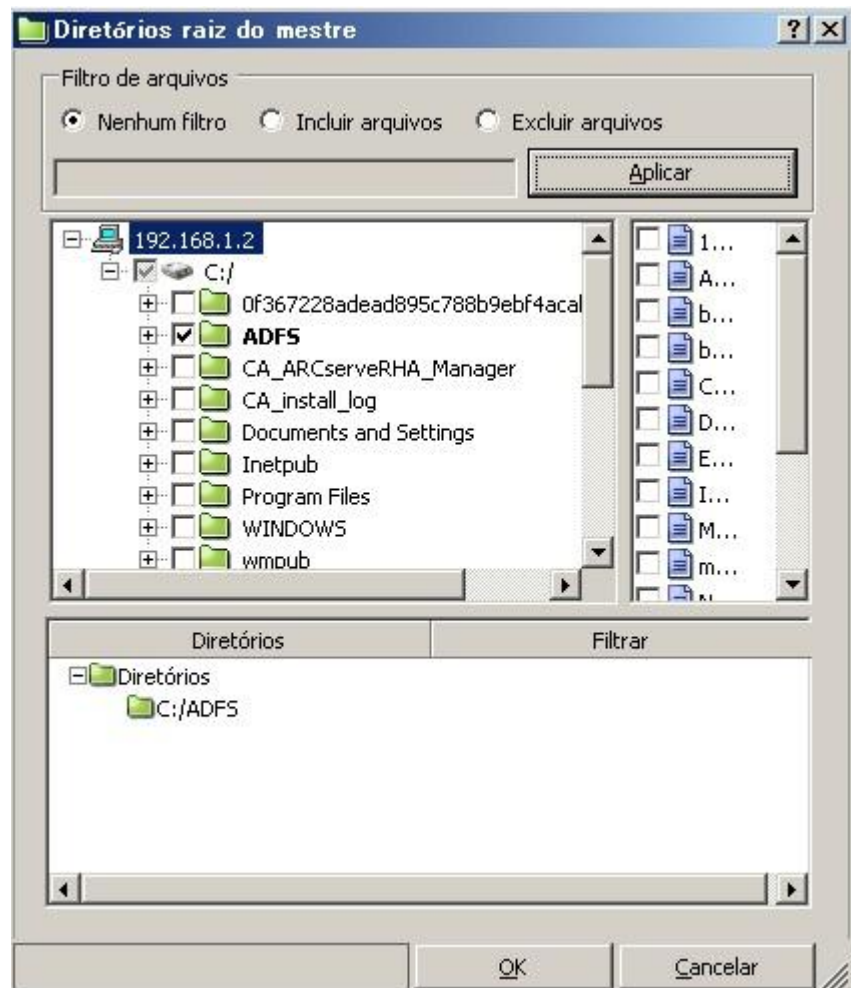 Diretórios raiz do mestre
Filtro de arquivos
Nenhum filtro Incluir arquivos Excluir arquivos
Aplicar
192.168.1.2
C:/
0f367228adead895c788b9ebf4acal
ADFS
CA_ARCserveRHA_Manager
CA_install_log
Documents and Settings
Inetpub
Program Files
WINDOWS
wmpub
1...
A...
b...
b...
C...
D...
E...
I...
M...
m...
Diretórios Filtrar
Diretórios
C:/ADFS
OK Cancelar